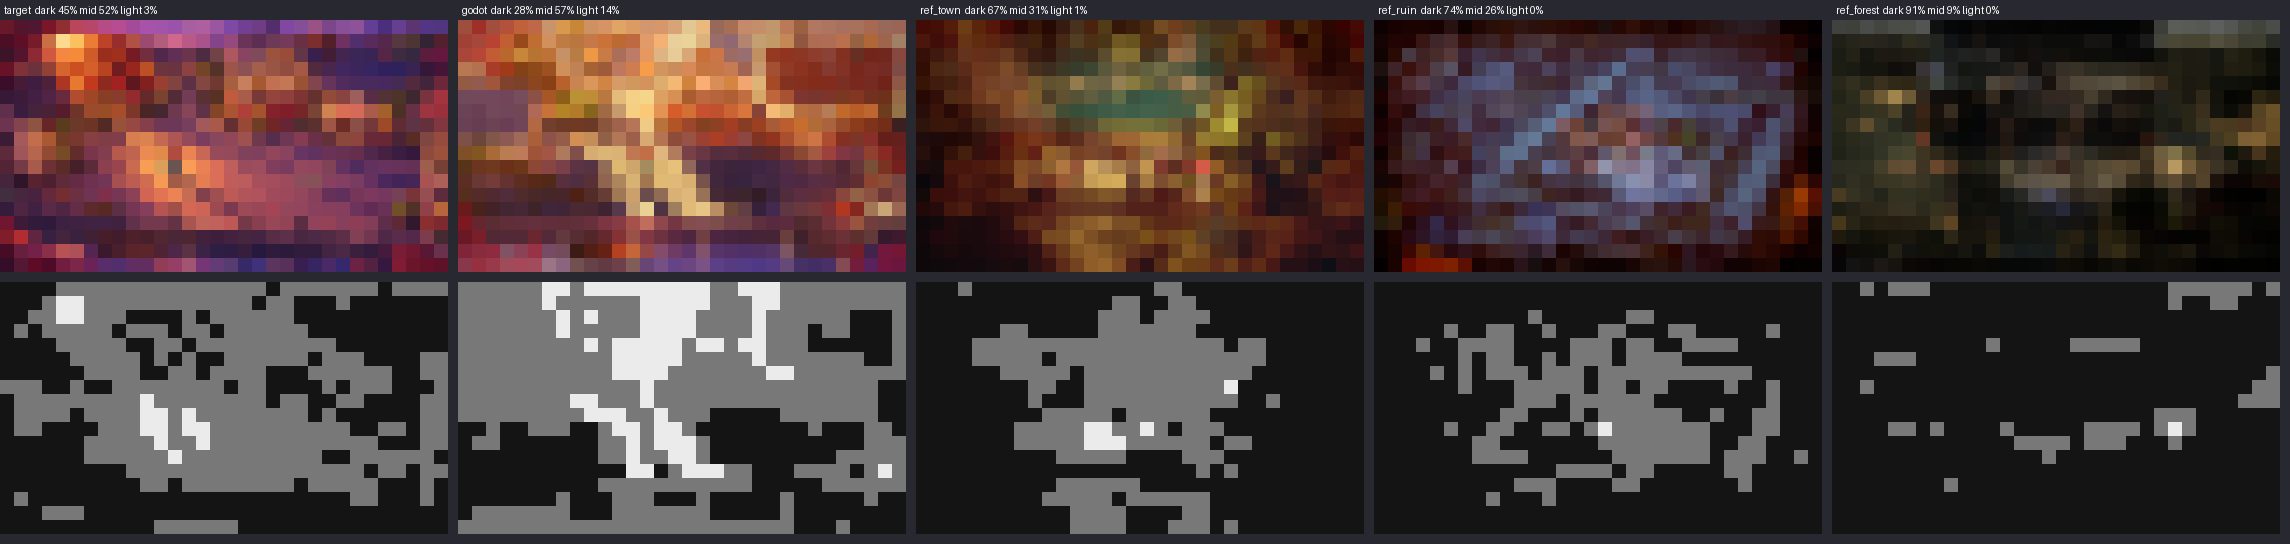 target dark 45% mid 52% light 3%
godot dark 28% mid 57% light 14%
ref_town dark 67% mid 31% light 1%
ref_ruin dark 74% mid 26% light 0%
ref_forest dark 91% mid 9% light 0%